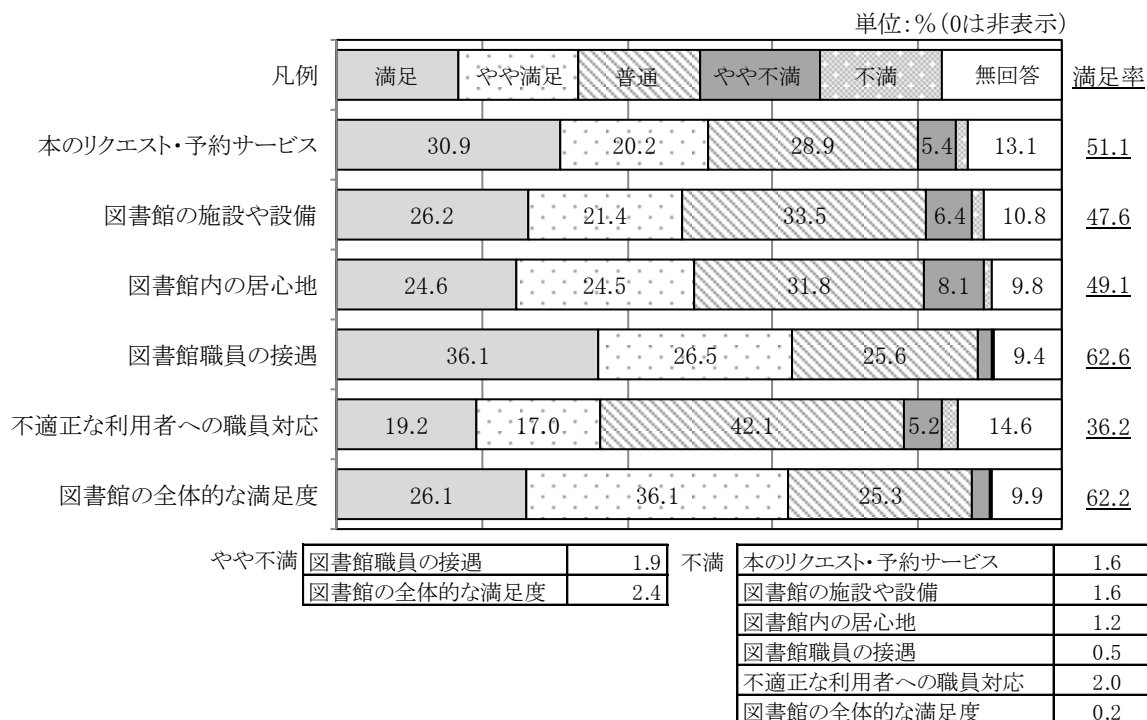 単位:%(0は非表示)
凡例 満足 やや満足 普通 やや不満 不満 無回答 満足率
本のリクエスト・予約サービス 30.9 20.2 28.9 5.4 13.1 51.1
図書館の施設や設備 26.2 21.4 33.5 6.4 10.8 47.6
図書館内の居心地 24.6 24.5 31.8 8.1 9.8 49.1
図書館職員の接遇 36.1 26.5 25.6 9.4 62.6
不適正な利用者への職員対応 19.2 17.0 42.1 5.2 14.6 36.2
図書館の全体的な満足度 26.1 36.1 25.3 9.9 62.2
やや不満 図書館職員の接遇 1.9
図書館の全体的な満足度 2.4
不満 本のリクエスト・予約サービス 1.6
図書館の施設や設備 1.6
図書館内の居心地 1.2
図書館職員の接遇 0.5
不適正な利用者への職員対応 2.0
図書館の全体的な満足度 0.2